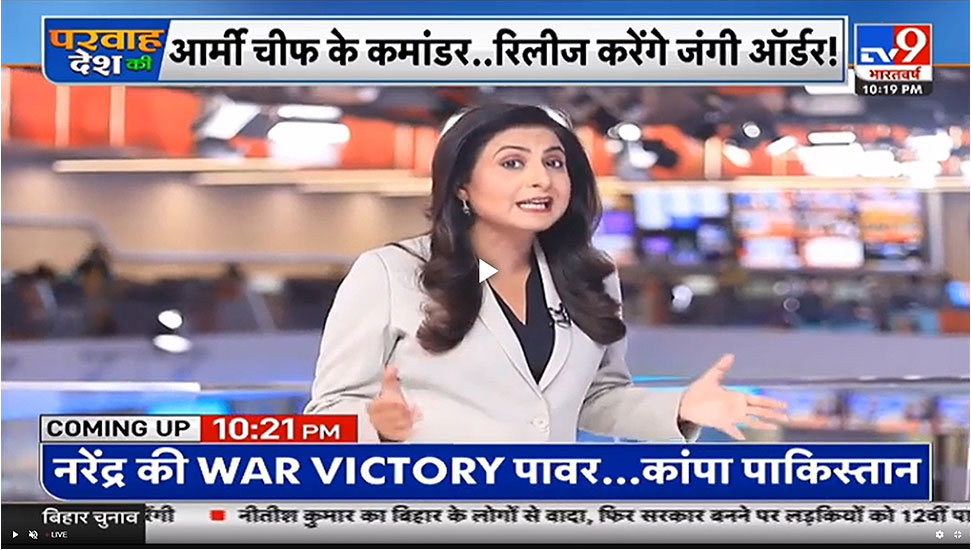 परवाह
देश की
आर्मी चीफ के कमांडर..रिलीज करेंगे जंगी ऑर्डर!
TV9
भारतवर्ष
10:19 PM
COMING UP 10:21 PM
नरेंद्र की WAR VICTORY पावर...कांपा पाकिस्तान
बिहार चुनाव रेंगी ■ नीतीश कुमार का बिहार के लोगों से वादा, फिर सरकार बनने पर लड़कियों को 12वीं पा
LIVE